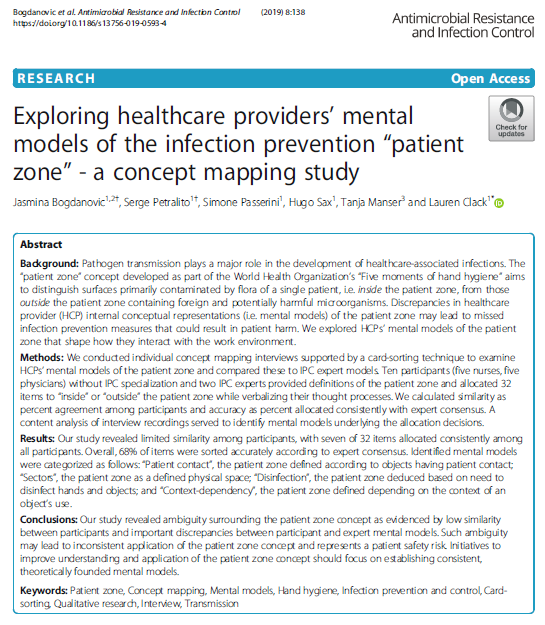 Bogdanovic et al. Antimicrobial Resistance and Infection Control (2019) 8:138
https://doi.org/10.1186/s13756-019-0593-4
Antimicrobial Resistance
and Infection Control
RESEARCH Open Access
Exploring healthcare providers’ mental
models of the infection prevention “patient
zone” - a concept mapping study
Check for
updates
Jasmina Bogdanovic1,2†, Serge Petralito1†, Simone Passerini1, Hugo Sax1, Tanja Manser3 and Lauren Clack1*
Abstract
Background: Pathogen transmission plays a major role in the development of healthcare-associated infections. The
“patient zone” concept developed as part of the World Health Organization’s “Five moments of hand hygiene” aims
to distinguish surfaces primarily contaminated by flora of a single patient, i.e. inside the patient zone, from those
outside the patient zone containing foreign and potentially harmful microorganisms. Discrepancies in healthcare
provider (HCP) internal conceptual representations (i.e. mental models) of the patient zone may lead to missed
infection prevention measures that could result in patient harm. We explored HCPs’ mental models of the patient
zone that shape how they interact with the work environment.
Methods: We conducted individual concept mapping interviews supported by a card-sorting technique to examine
HCPs’ mental models of the patient zone and compared these to IPC expert models. Ten participants (five nurses, five
physicians) without IPC specialization and two IPC experts provided definitions of the patient zone and allocated 32
items to “inside” or “outside” the patient zone while verbalizing their thought processes. We calculated similarity as
percent agreement among participants and accuracy as percent allocated consistently with expert consensus. A
content analysis of interview recordings served to identify mental models underlying the allocation decisions.
Results: Our study revealed limited similarity among participants, with seven of 32 items allocated consistently among
all participants. Overall, 68% of items were sorted accurately according to expert consensus. Identified mental models
were categorized as follows: “Patient contact”, the patient zone defined according to objects having patient contact;
“Sectors”, the patient zone as a defined physical space; “Disinfection”, the patient zone deduced based on need to
disinfect hands and objects; and “Context-dependency”, the patient zone defined depending on the context of an
object’s use.
Conclusions: Our study revealed ambiguity surrounding the patient zone concept as evidenced by low similarity
between participants and important discrepancies between participant and expert mental models. Such ambiguity
may lead to inconsistent application of the patient zone concept and represents a patient safety risk. Initiatives to
improve understanding and application of the patient zone concept should focus on establishing consistent,
theoretically founded mental models.
Keywords: Patient zone, Concept mapping, Mental models, Hand hygiene, Infection prevention and control, Card-
sorting, Qualitative research, Interview, Transmission